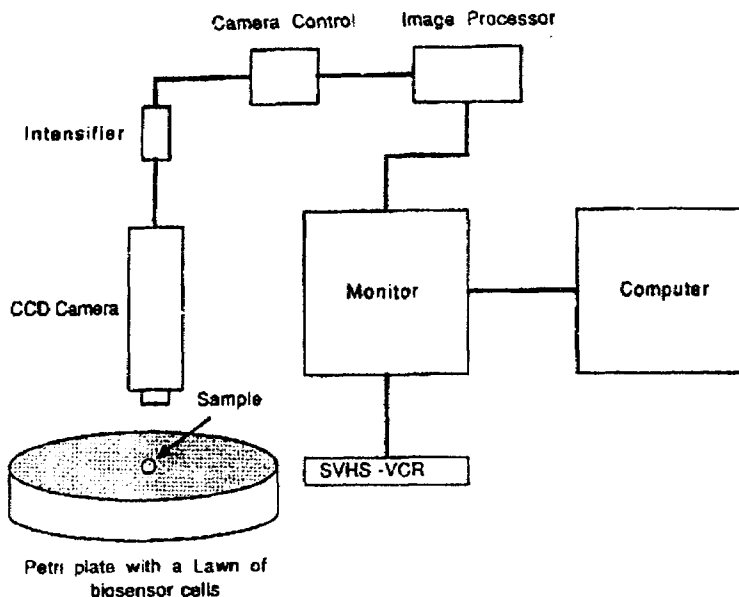 Camera Control
Image Processor
Intensifier
CCD Camera
Monitor
Computer
Sample
SVHS -VCR
Petri plate with a Lawn of
biosensor cells